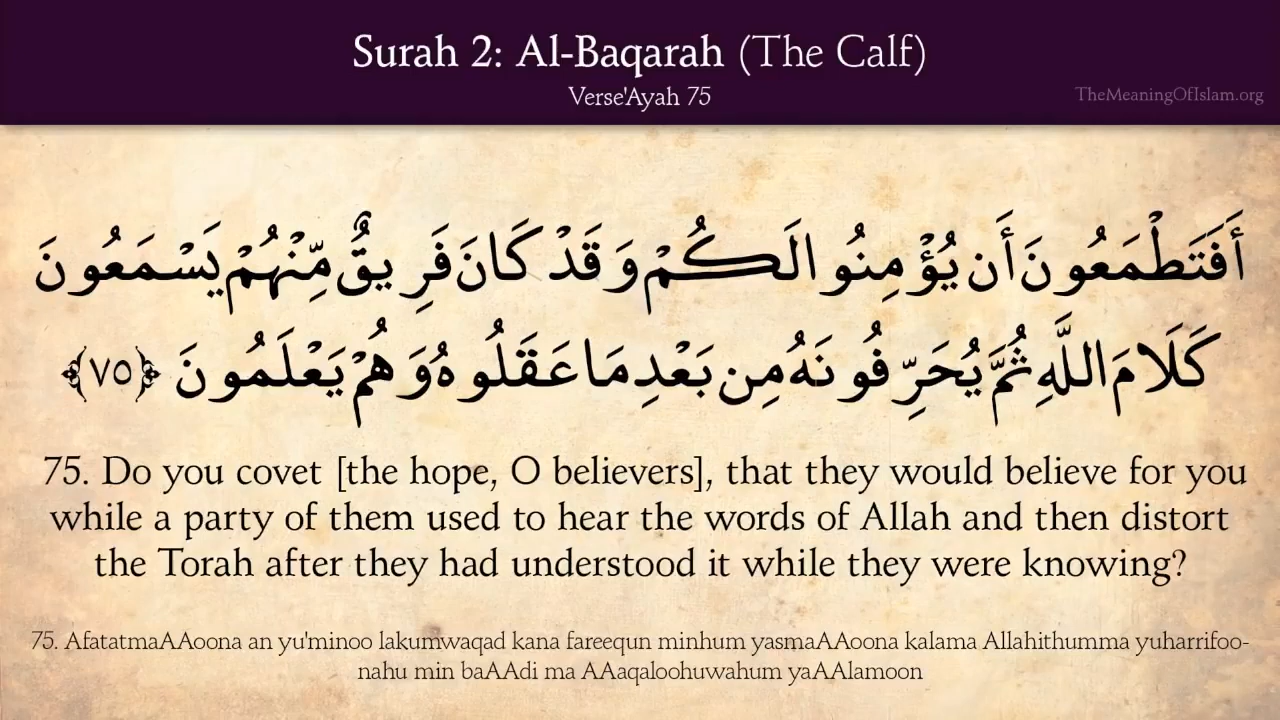 Surah 2: Al-Baqarah (The Calf)
Verse'Ayah 75
TheMeaningOfIslam.org
أَفَتَطْمَعُونَ أَن يُؤْمِنُوا لَكُمْ وَقَدْ كَانَ فَرِيقٌ مِّنْهُمْ يَسْمَعُونَ
كَلَامَ اللَّهِ ثُمَّ يُحَرِّفُونَهُ مِن بَعْدِ مَا عَقَلُوهُ وَهُمْ يَعْلَمُونَ ﴿٧٥﴾
75. Do you covet [the hope, O believers], that they would believe for you
while a party of them used to hear the words of Allah and then distort
the Torah after they had understood it while they were knowing?
75. AfatatmaAAoona an yu'minoo lakumwaqad kana fareequn minhum yasmaAAoona kalama Allahithumma yuharrifoo-
nahu min baAAdi ma AAaqaloohuwahum yaAAlamoon